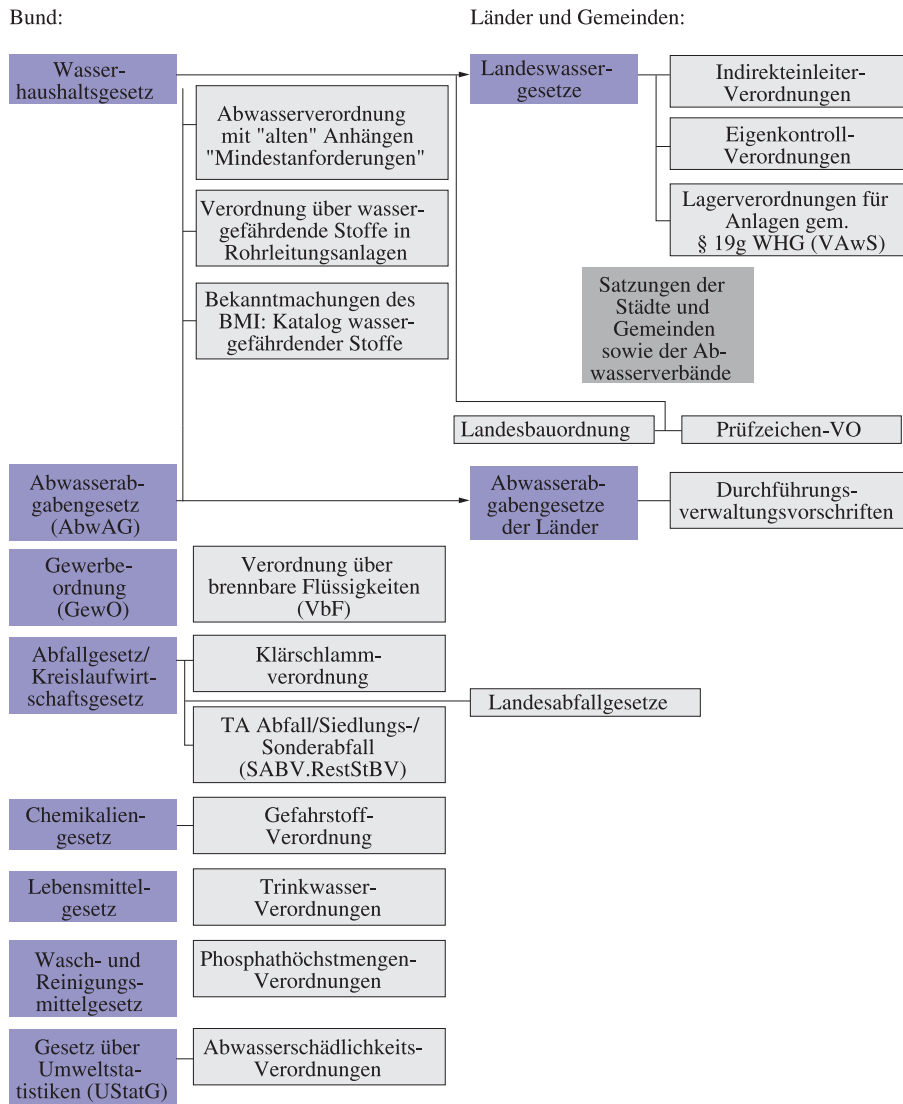 Bund:
Länder und Gemeinden:
Wasser-
haushaltsgesetz
Landeswasser-
gesetze
Indirekteinleiter-
Verordnungen
Abwasserverordnung
mit "alten" Anhängen
"Mindestanforderungen"
Eigenkontroll-
Verordnungen
Verordnung über wasser-
gefährdende Stoffe in
Rohrleitungsanlagen
Lagerverordnungen für
Anlagen gem.
§ 19g WHG (VAwS)
Bekanntmachungen des
BMI: Katalog wasser-
gefährdender Stoffe
Satzungen der
Städte und
Gemeinden
sowie der Ab-
wasserverbände
Landesbauordnung
Prüfzeichen-VO
Abwasserab-
gabengesetz
(AbwAG)
Abwasserab-
gabengesetze
der Länder
Durchführungs-
verwaltungsvorschriften
Gewerbe-
ordnung
(GewO)
Verordnung über
brennbare Flüssigkeiten
(VbF)
Abfallgesetz/
Kreislaufwirt-
schaftsgesetz
Klärschlamm-
verordnung
Landesabfallgesetze
TA Abfall/Siedlungs-/
Sonderabfall
(SABV.RestStBV)
Chemikalien-
gesetz
Gefahrstoff-
Verordnung
Lebensmittel-
gesetz
Trinkwasser-
Verordnungen
Wasch- und
Reinigungs-
mittelgesetz
Phosphathöchstmengen-
Verordnungen
Gesetz über
Umweltsta-
tistiken (UStatG)
Abwasserschädlichkeits-
Verordnungen